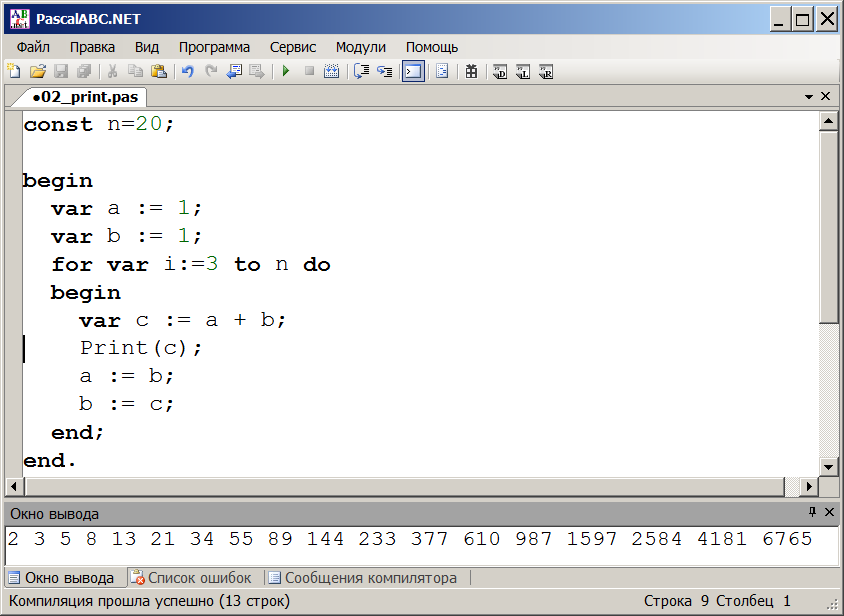 PascalABC.NET
Файл Правка Вид Программа Сервис Модули Помощь
•02_print.pas
const n=20;
begin
var a := 1;
var b := 1;
for var i:=3 to n do
begin
var c := a + b;
Print(c);
a := b;
b := c;
end;
end.
Окно вывода
2 3 5 8 13 21 34 55 89 144 233 377 610 987 1597 2584 4181 6765
Окно вывода Список ошибок Сообщения компилятора
Компиляция прошла успешно (13 строк) Строка 9 Столбец 1